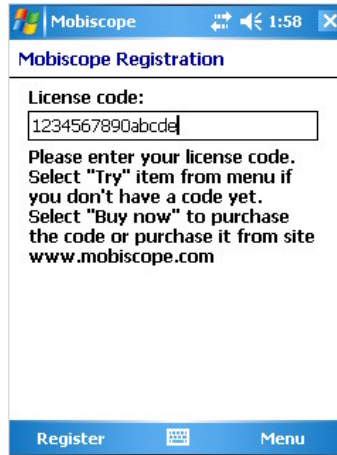 Mobiscope 1:58
Mobiscope Registration
License code:
1234567890abcde
Please enter your license code.
Select "Try" item from menu if
you don't have a code yet.
Select "Buy now" to purchase
the code or purchase it from site
www.mobiscope.com
Register Menu